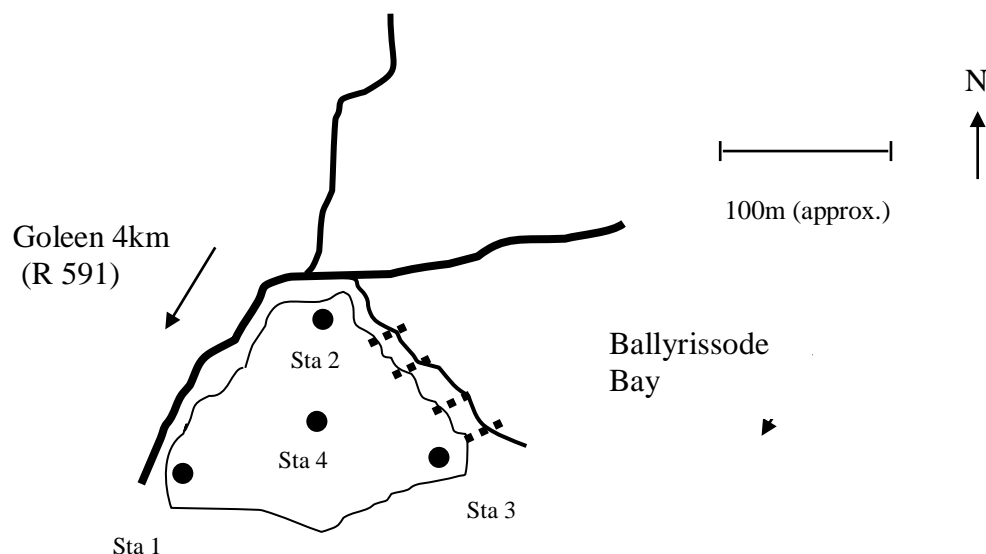 N
100m (approx.)
Goleen 4km
(R 591)
Ballyrissode
Bay
Sta 2
Sta 4
Sta 3
Sta 1